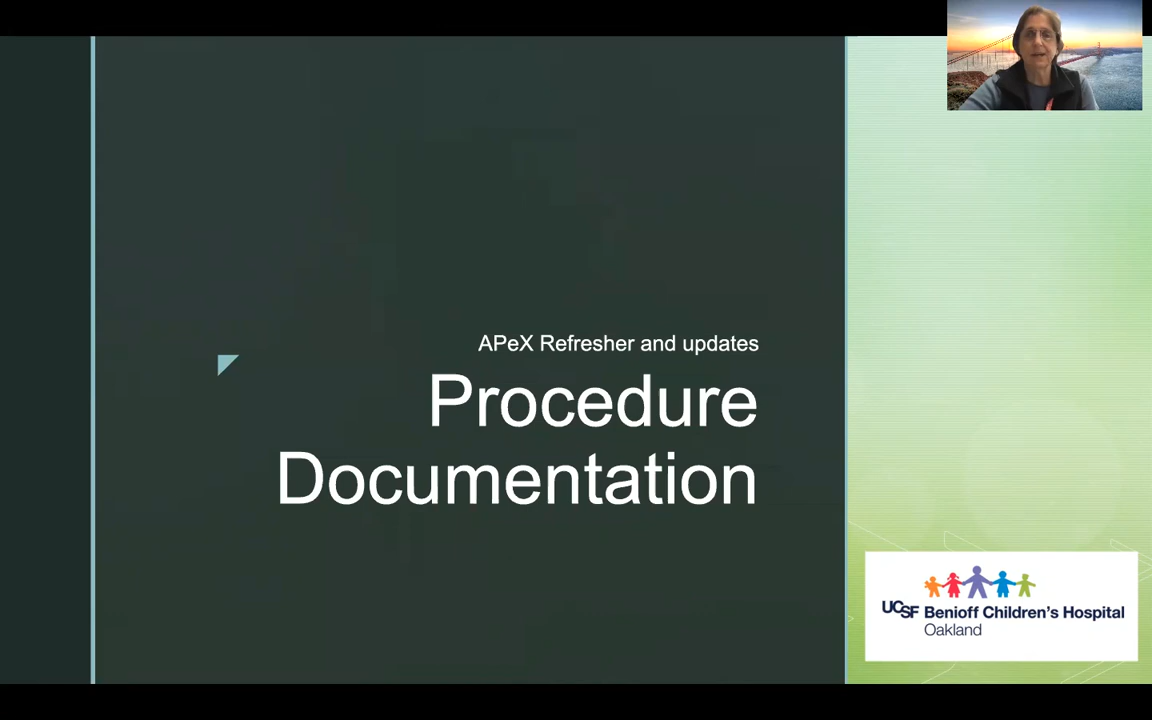 APeX Refresher and updates
Procedure
Documentation
UCSF Benioff Children's Hospital
Oakland